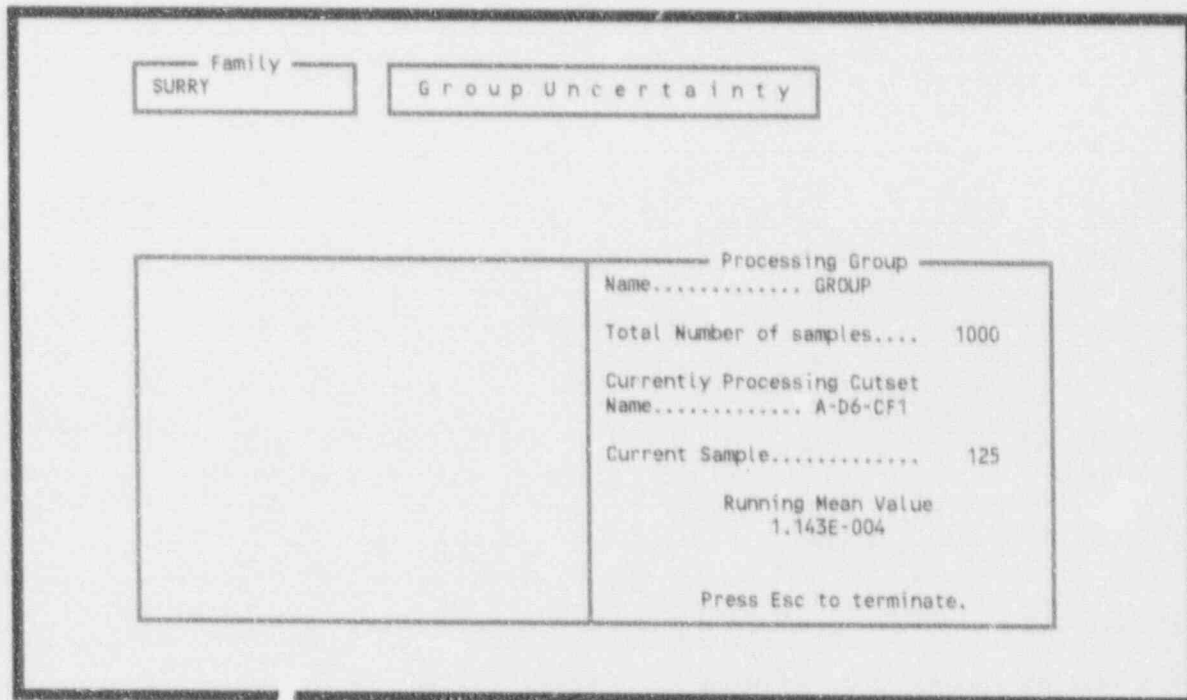 Family
SURRY
Group Uncertainty
Processing Group
Name............. GROUP
Total Number of samples.... 1000
Currently Processing Cutset
Name............. A-D6-CF1
Current Sample............. 125
Running Mean Value
1.143E-004
Press Esc to terminate.